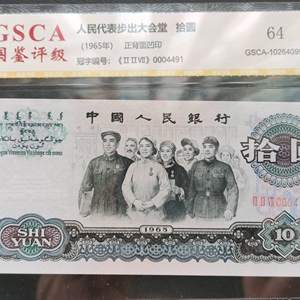 GSCA
国鉴评级
人民代表步出大会堂 拾圆
(1965年) 正背面凹印
冠字编号:《ⅡⅡⅦ》0004491
64
GSCA-1026409
中国人民银行
拾圆
SHI
YUAN
1965
10